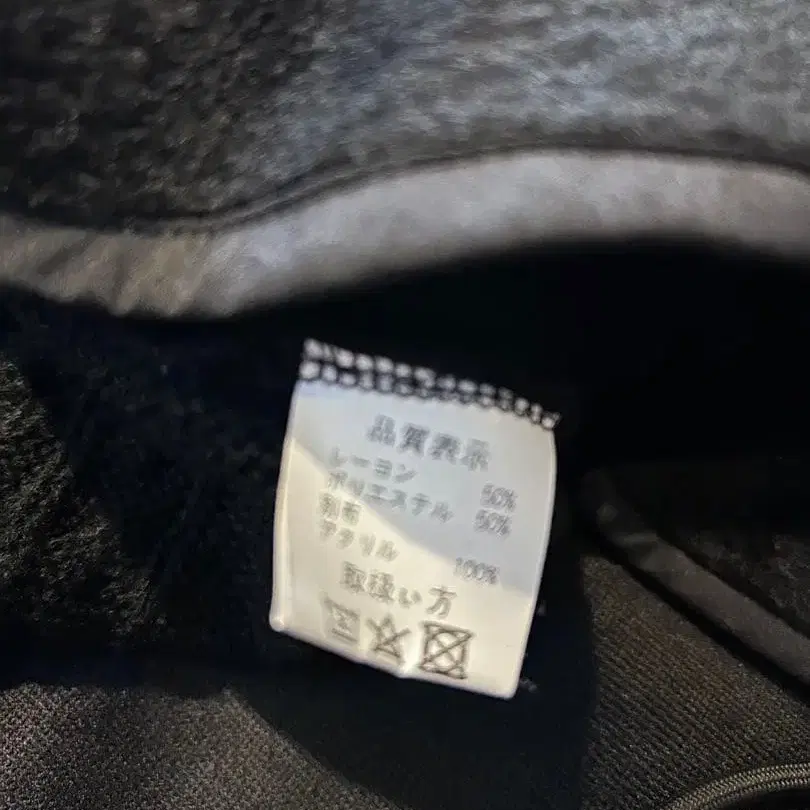 品質表示
レーヨン 50%
ポリエステル 50%
別布
アクリル 100%
取扱い方